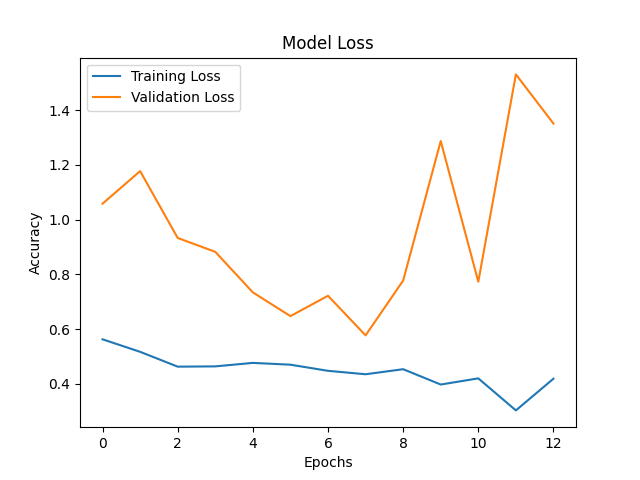 Model Loss
Training Loss
Validation Loss
Accuracy
1.4
1.2
1.0
0.8
0.6
0.4
0 2 4 6 8 10 12
Epochs